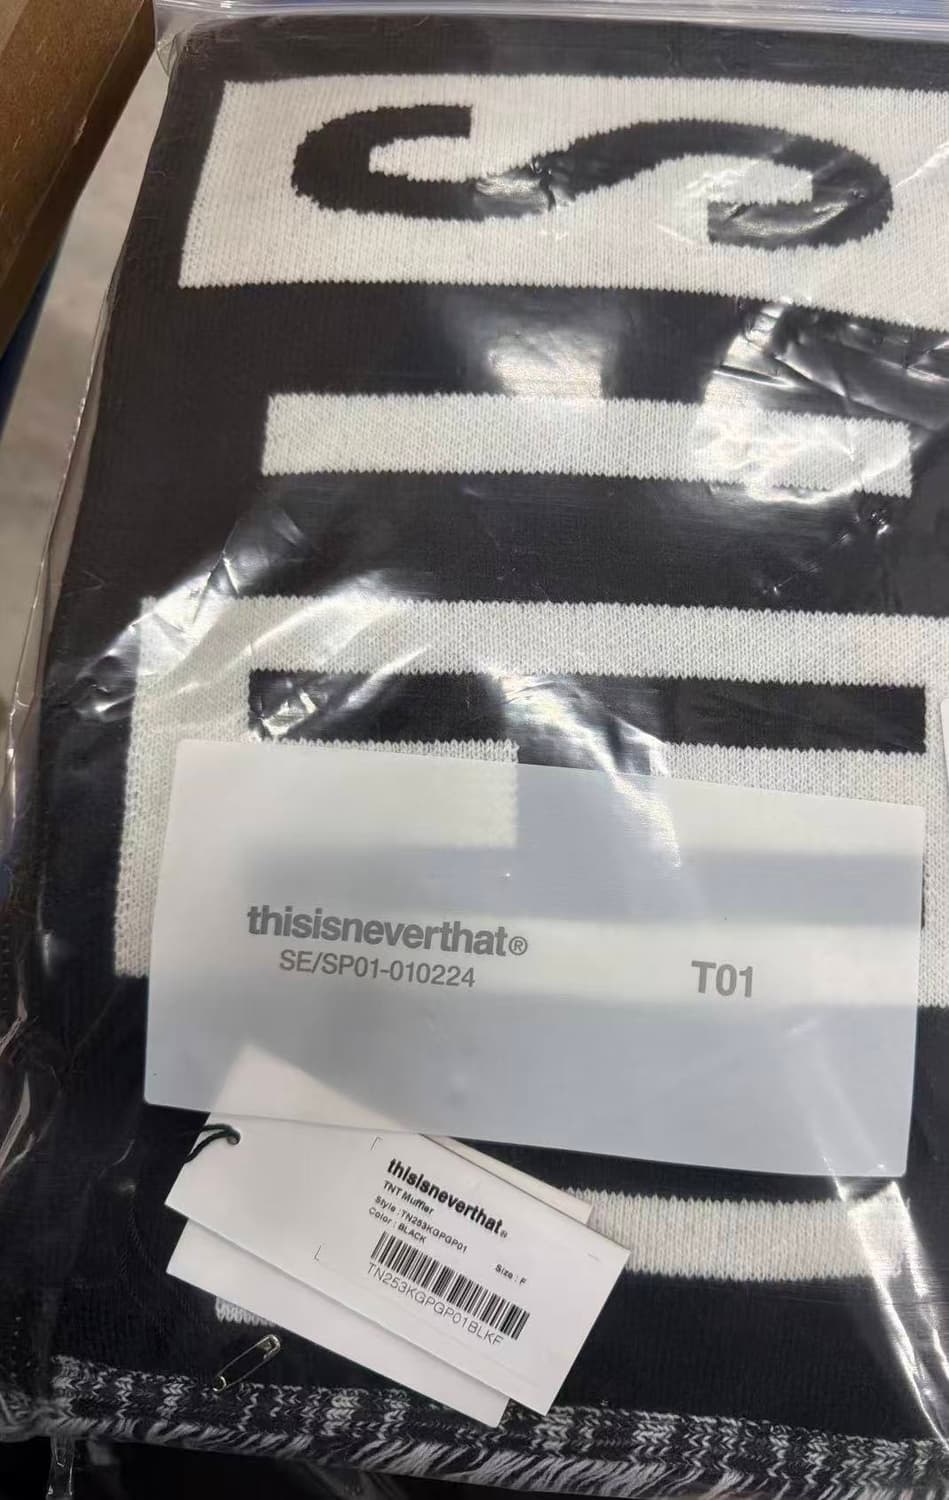 S
thisisneverthat®
SE/SP01-010224
T01
thisisneverthat®
TNT Muffler
Style : TN253KGPGP01
Color : BLACK
Size : F
TN253KGPGP01BLKF